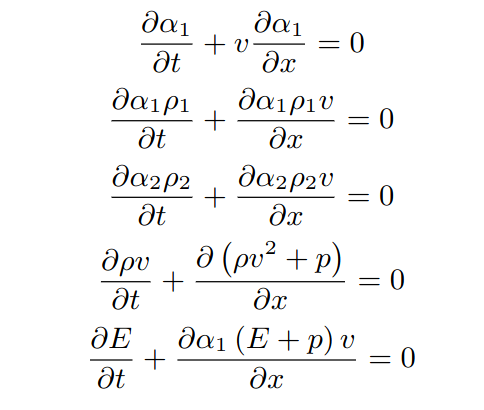 ∂α₁/∂t + v ∂α₁/∂x = 0
∂α₁ρ₁/∂t + ∂α₁ρ₁v/∂x = 0
∂α₂ρ₂/∂t + ∂α₂ρ₂v/∂x = 0
∂ρv/∂t + ∂(ρv² + p)/∂x = 0
∂E/∂t + ∂α₁(E + p)v/∂x = 0